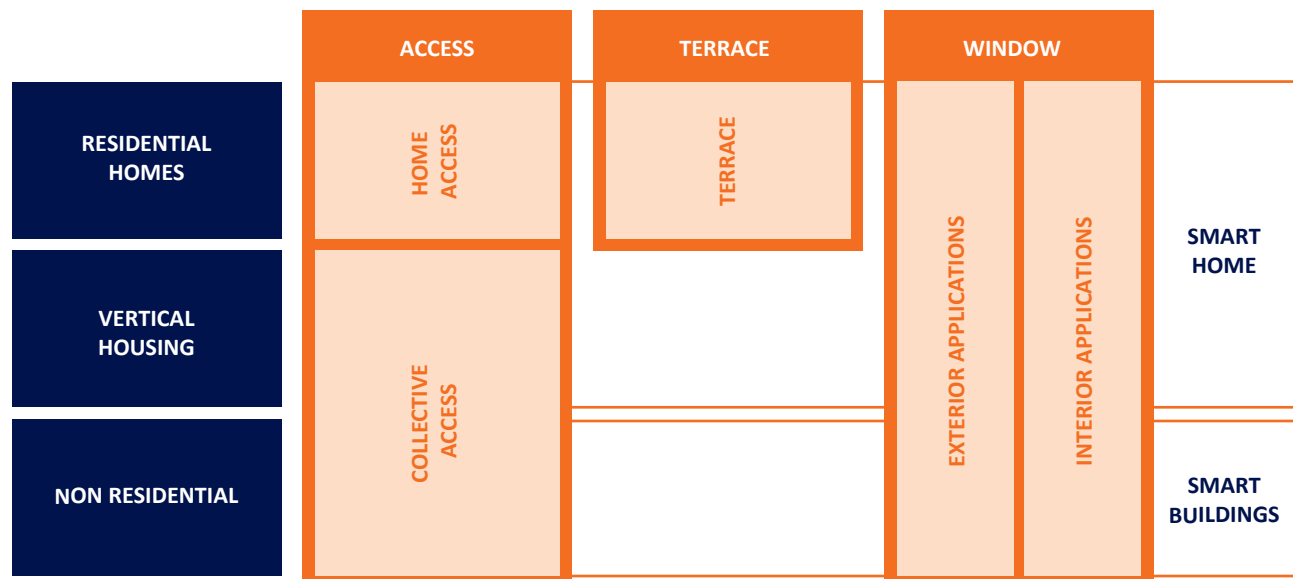 ACCESS
TERRACE
WINDOW
RESIDENTIAL
HOMES
HOME
ACCESS
TERRACE
VERTICAL
HOUSING
COLLECTIVE
ACCESS
EXTERIOR APPLICATIONS
INTERIOR APPLICATIONS
SMART
HOME
NON RESIDENTIAL
SMART
BUILDINGS